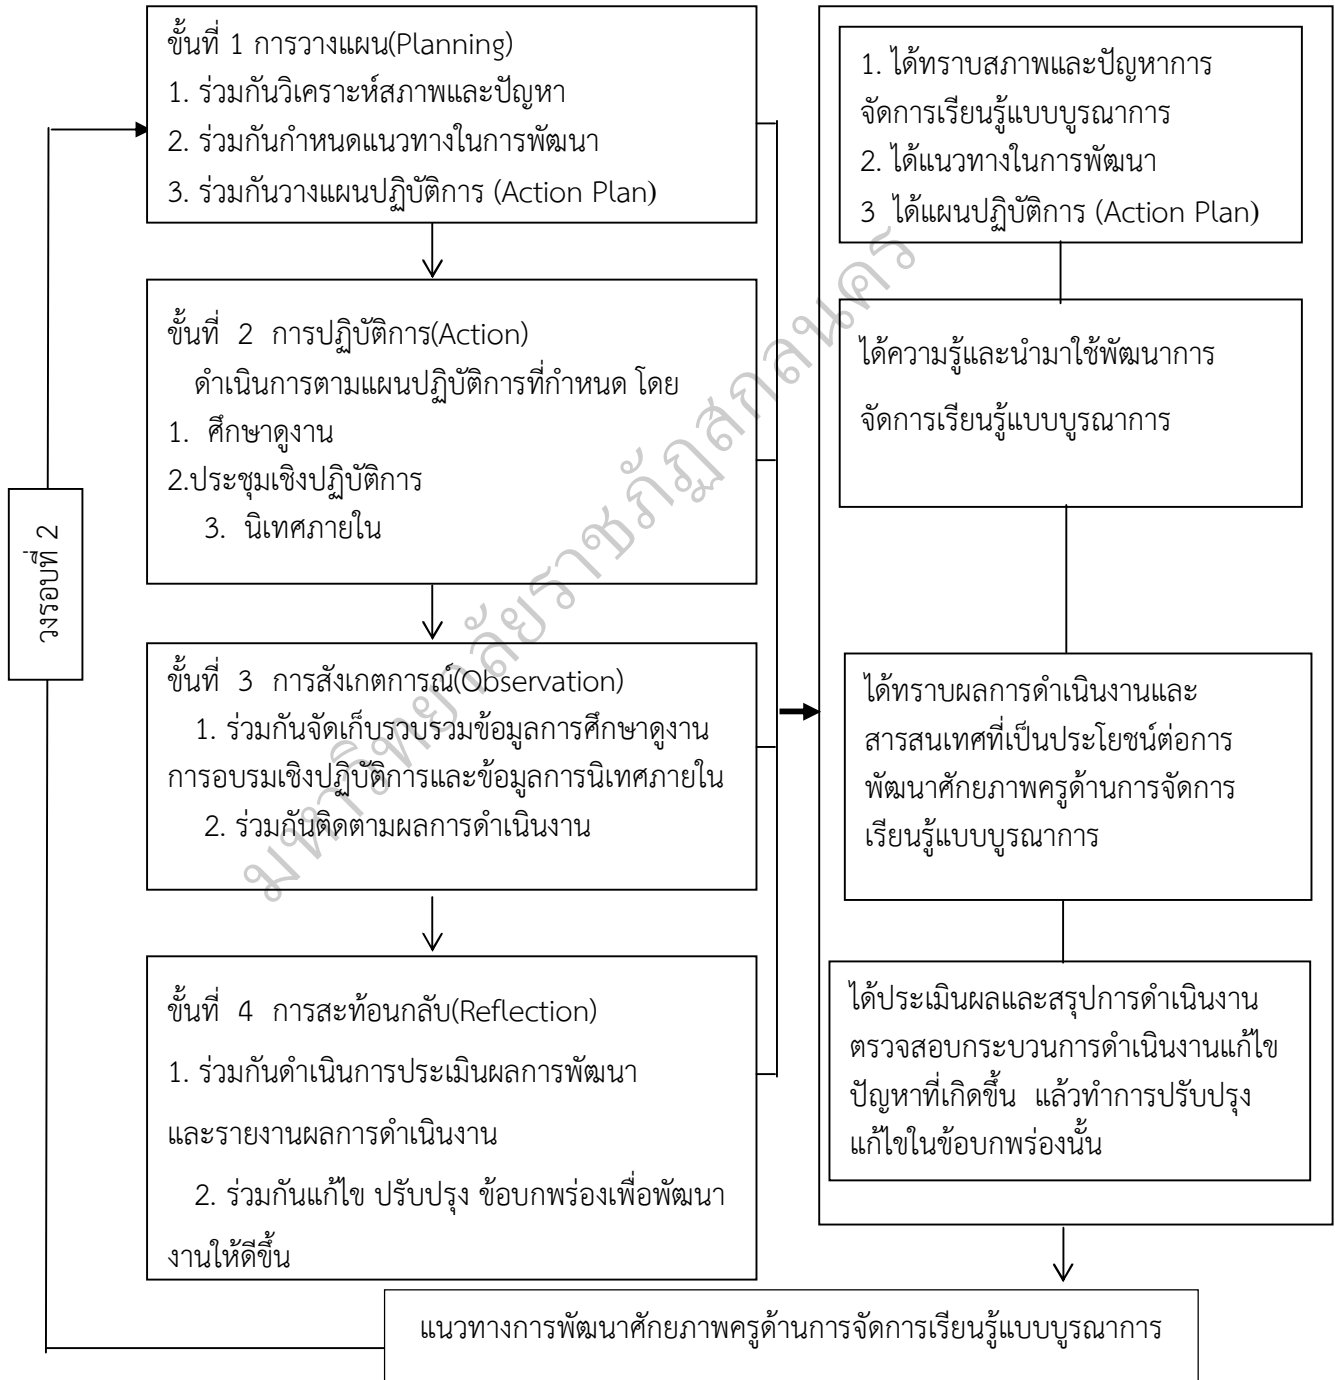 ขั้นที่ 1 การวางแผน(Planning)
1. ร่วมกันวิเคราะห์สภาพและปัญหา
2. ร่วมกันกำหนดแนวทางในการพัฒนา
3. ร่วมกันวางแผนปฏิบัติการ (Action Plan)
ขั้นที่ 2 การปฏิบัติการ(Action)
ดำเนินการตามแผนปฏิบัติการที่กำหนด โดย
1. ศึกษาดูงาน
2.ประชุมเชิงปฏิบัติการ
3. นิเทศภายใน
ขั้นที่ 3 การสังเกตการณ์(Observation)
1. ร่วมกันจัดเก็บรวบรวมข้อมูลการศึกษาดูงาน
การอบรมเชิงปฏิบัติการและข้อมูลการนิเทศภายใน
2. ร่วมกันติดตามผลการดำเนินงาน
ขั้นที่ 4 การสะท้อนกลับ(Reflection)
1. ร่วมกันดำเนินการประเมินผลการพัฒนา
และรายงานผลการดำเนินงาน
2. ร่วมกันแก้ไข ปรับปรุง ข้อบกพร่องเพื่อพัฒนา
งานให้ดีขึ้น
วงรอบที่ 2
1. ได้ทราบสภาพและปัญหาการ
จัดการเรียนรู้แบบบูรณาการ
2. ได้แนวทางในการพัฒนา
3 ได้แผนปฏิบัติการ (Action Plan)
ได้ความรู้และนำมาใช้พัฒนาการ
จัดการเรียนรู้แบบบูรณาการ
ได้ทราบผลการดำเนินงานและ
สารสนเทศที่เป็นประโยชน์ต่อการ
พัฒนาศักยภาพครูด้านการจัดการ
เรียนรู้แบบบูรณาการ
ได้ประเมินผลและสรุปการดำเนินงาน
ตรวจสอบกระบวนการดำเนินงานแก้ไข
ปัญหาที่เกิดขึ้น แล้วทำการปรับปรุง
แก้ไขในข้อบกพร่องนั้น
แนวทางการพัฒนาศักยภาพครูด้านการจัดการเรียนรู้แบบบูรณาการ
มหาวิทยาลัยราชภัฏสกลนคร